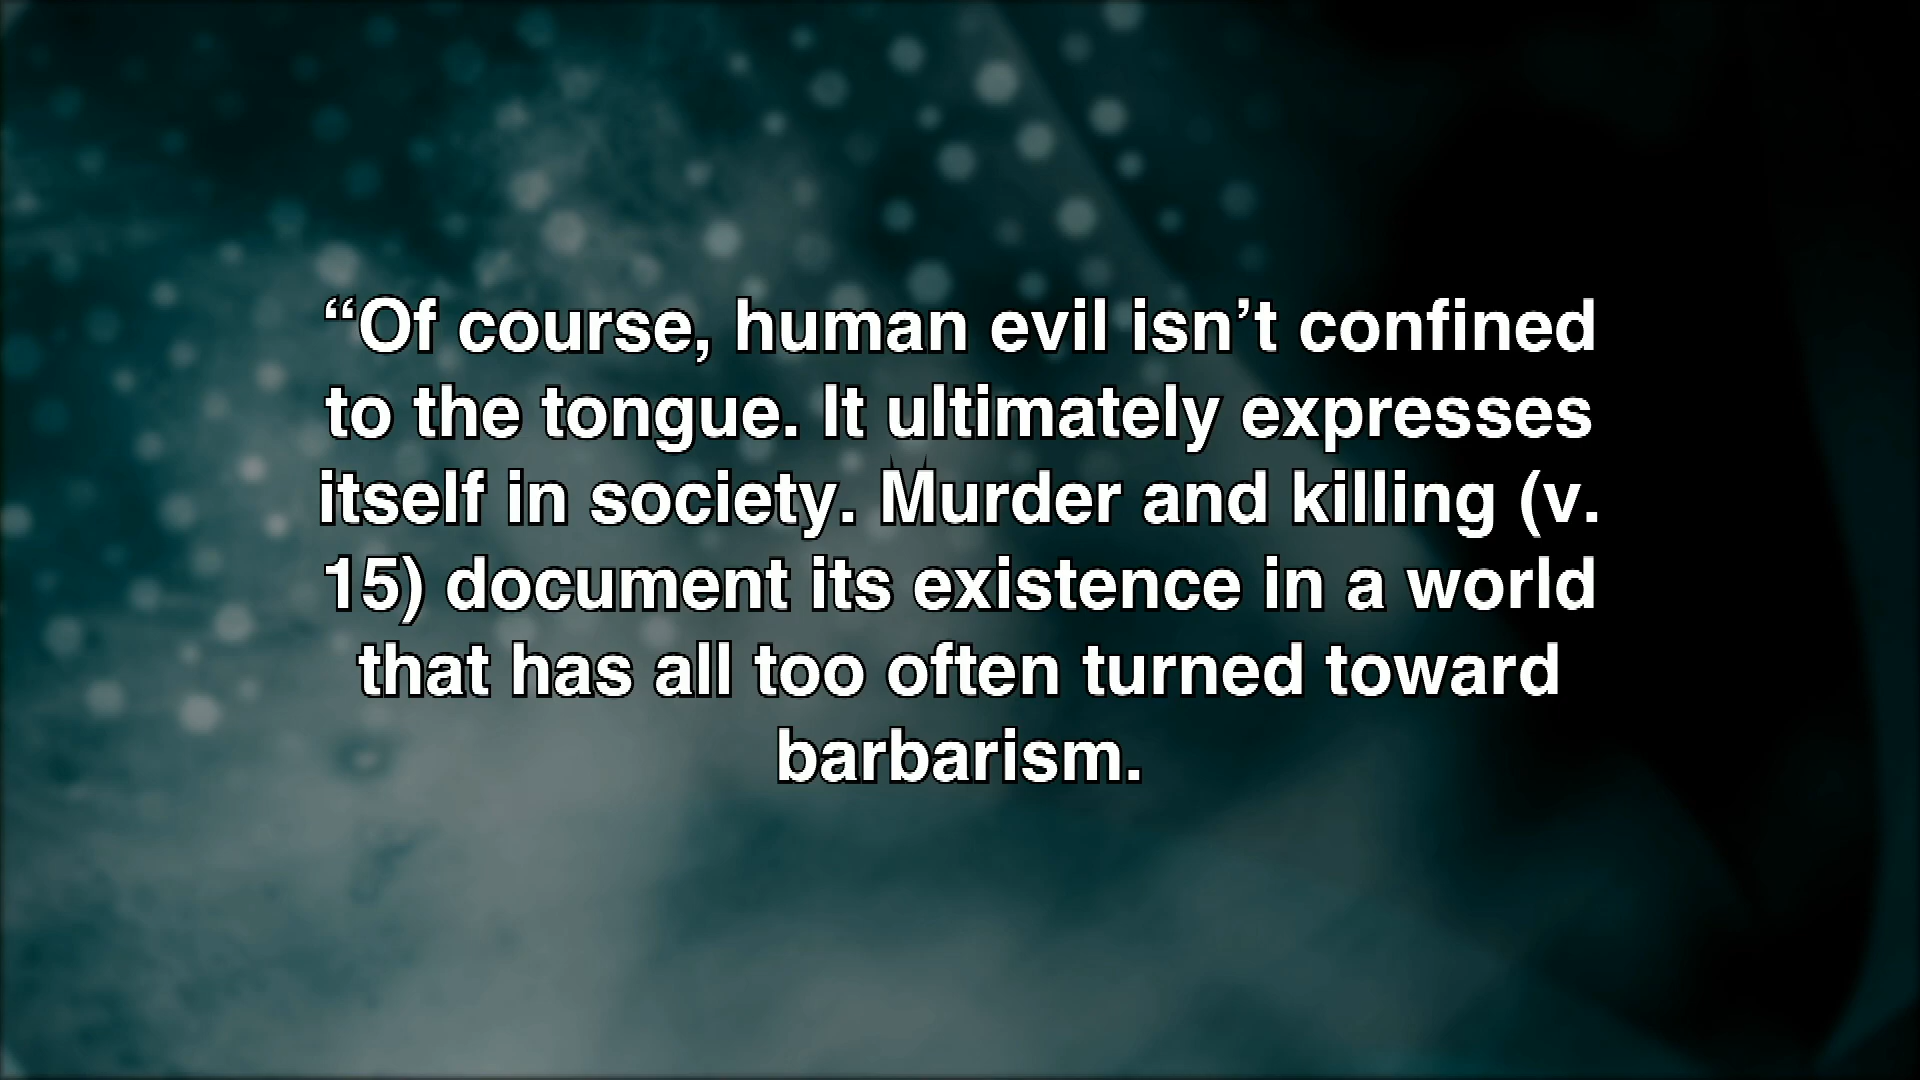 “Of course, human evil isn’t confined
to the tongue. It ultimately expresses
itself in society. Murder and killing (v.
15) document its existence in a world
that has all too often turned toward
barbarism.